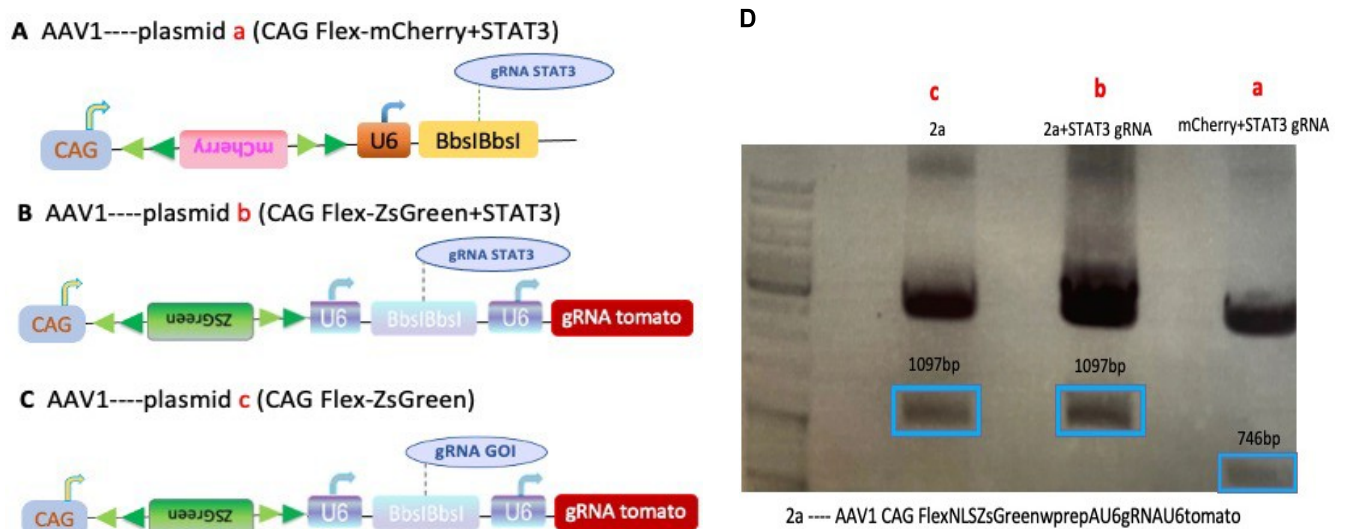 A AAV1----plasmid a (CAG Flex-mCherry+STAT3)
gRNA STAT3
CAG
mCherry
U6
BbsIBbsI
B AAV1----plasmid b (CAG Flex-ZsGreen+STAT3)
gRNA STAT3
CAG
ZSGreen
U6
BbsIBbsI
U6
gRNA tomato
C AAV1----plasmid c (CAG Flex-ZsGreen)
gRNA GOI
CAG
ZSGreen
U6
BbsIBbsI
U6
gRNA tomato
D
c
b
a
2a
2a+STAT3 gRNA
mCherry+STAT3 gRNA
1097bp
1097bp
746bp
2a ---- AAV1 CAG FlexNLSZsGreenwprepAU6gRNAU6tomato